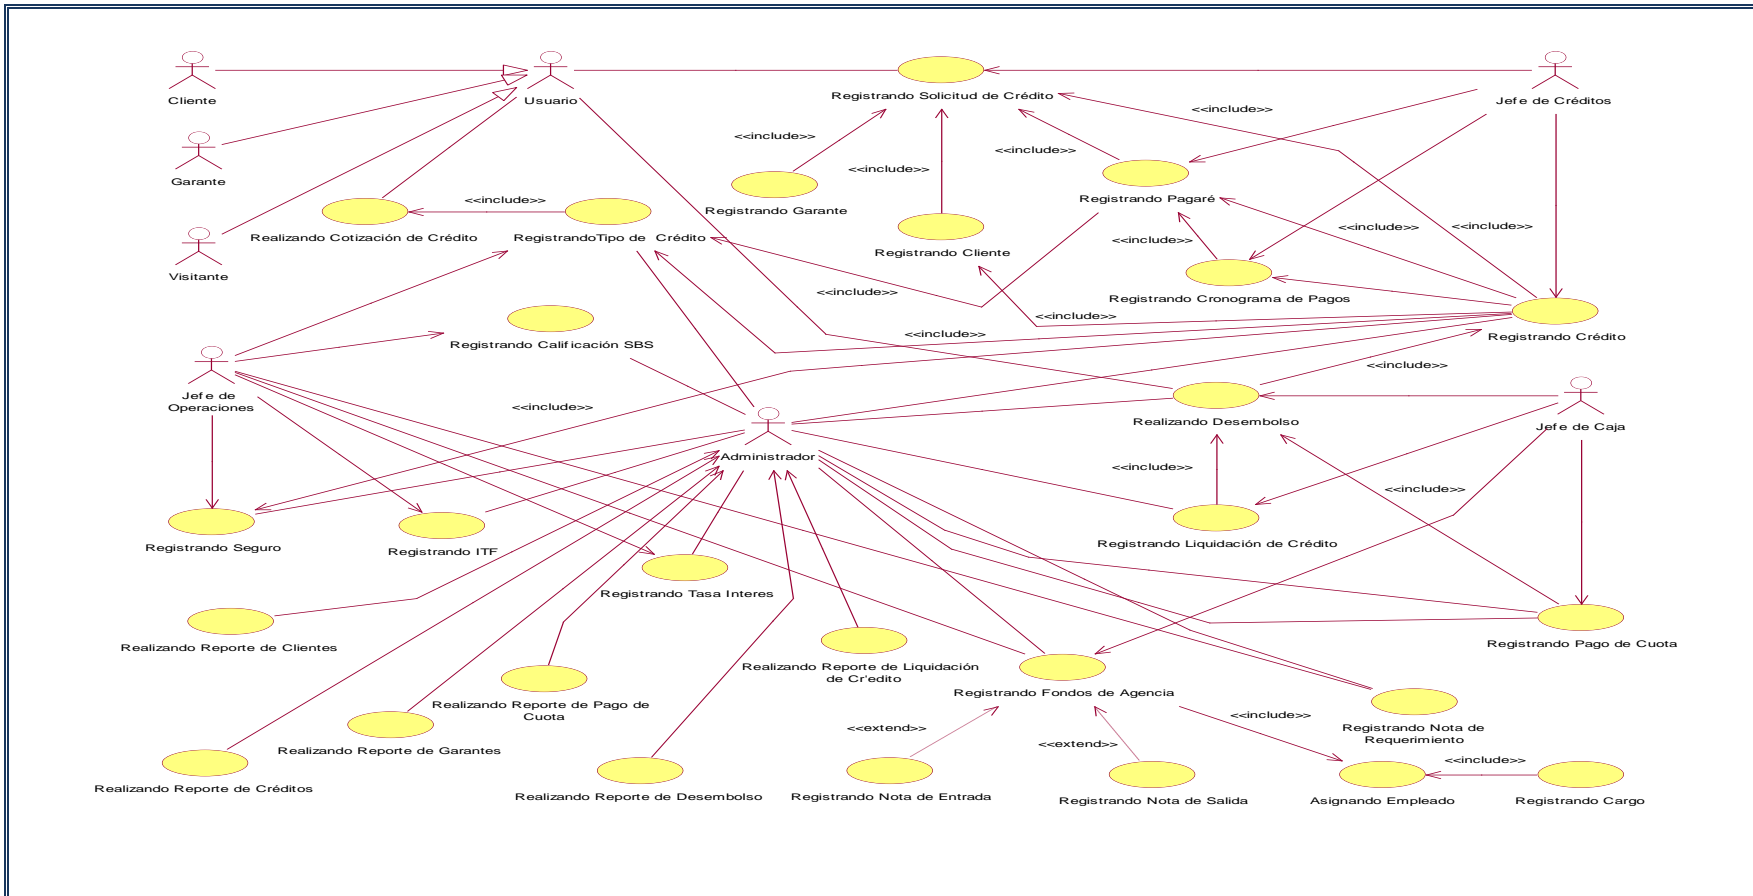 Cliente
Usuario
Registrando Solicitud de Crédito
Jefe de Créditos
<<include>>
<<include>>
<<include>>
<<include>>
Garante
Registrando Garante
Registrando Pagaré
<<include>>
Realizando Cotización de Crédito
RegistrandoTipo de Crédito
<<include>>
<<include>>
Registrando Cliente
Visitante
<<include>>
Registrando Cronograma de Pagos
<<include>>
<<include>>
Registrando Calificación SBS
Registrando Crédito
<<include>>
Jefe de
Operaciones
<<include>>
Realizando Desembolso
Jefe de Caja
Administrador
<<include>>
<<include>>
Registrando Seguro
Registrando ITF
Registrando Liquidación de Crédito
Registrando Tasa Interes
Realizando Reporte de Clientes
Realizando Reporte de Liquidación
de Cr'edito
Registrando Pago de Cuota
Realizando Reporte de Pago de
Cuota
Registrando Fondos de Agencia
<<include>>
Registrando Nota de
Requerimiento
<<extend>>
<<extend>>
Realizando Reporte de Garantes
<<include>>
Realizando Reporte de Créditos
Realizando Reporte de Desembolso
Registrando Nota de Entrada
Registrando Nota de Salida
Asignando Empleado
Registrando Cargo